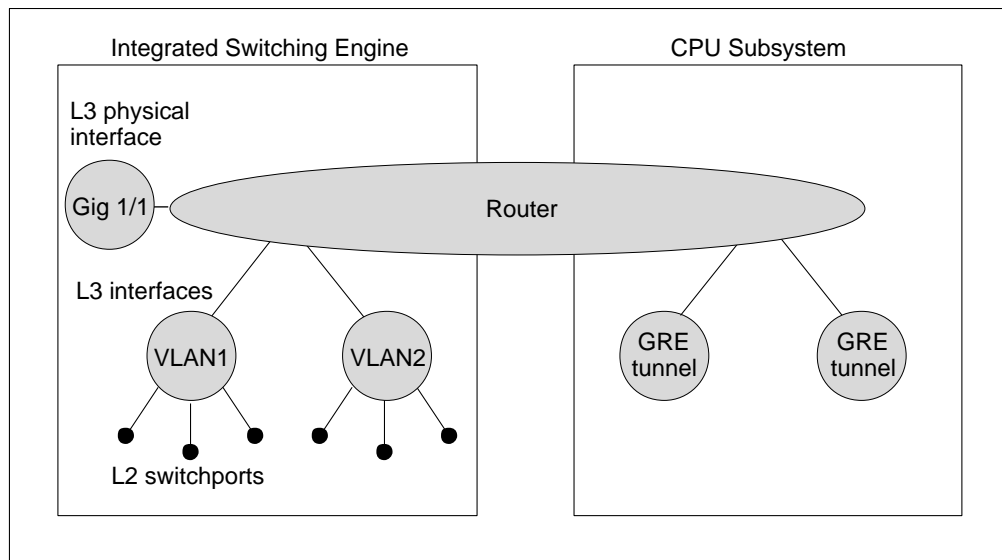 Integrated Switching Engine
CPU Subsystem
L3 physical
interface
Gig 1/1
Router
L3 interfaces
VLAN1
VLAN2
GRE
tunnel
GRE
tunnel
L2 switchports